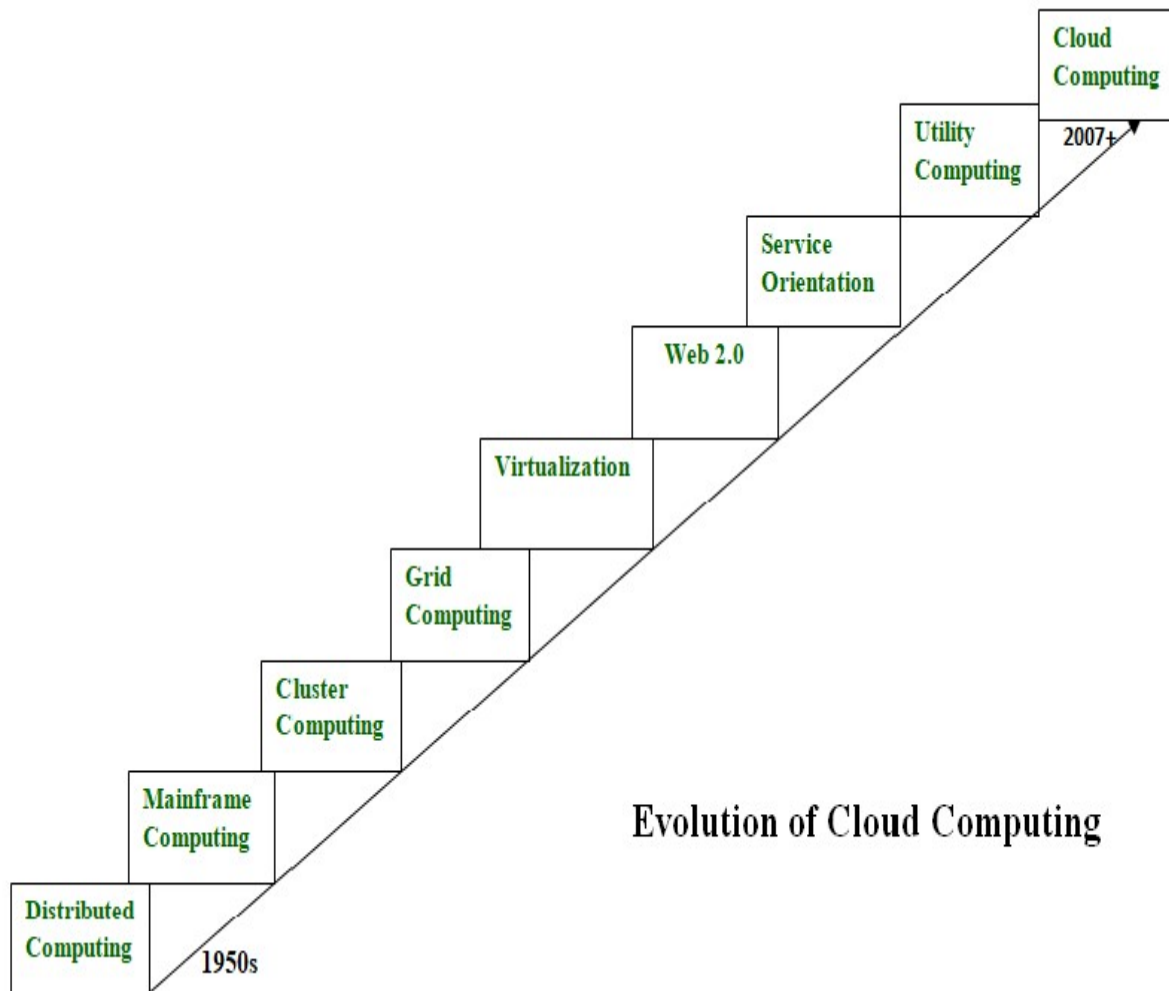 Cloud
Computing
2007+
Utility
Computing
Service
Orientation
Web 2.0
Virtualization
Grid
Computing
Cluster
Computing
Mainframe
Computing
Evolution of Cloud Computing
Distributed
Computing
1950s